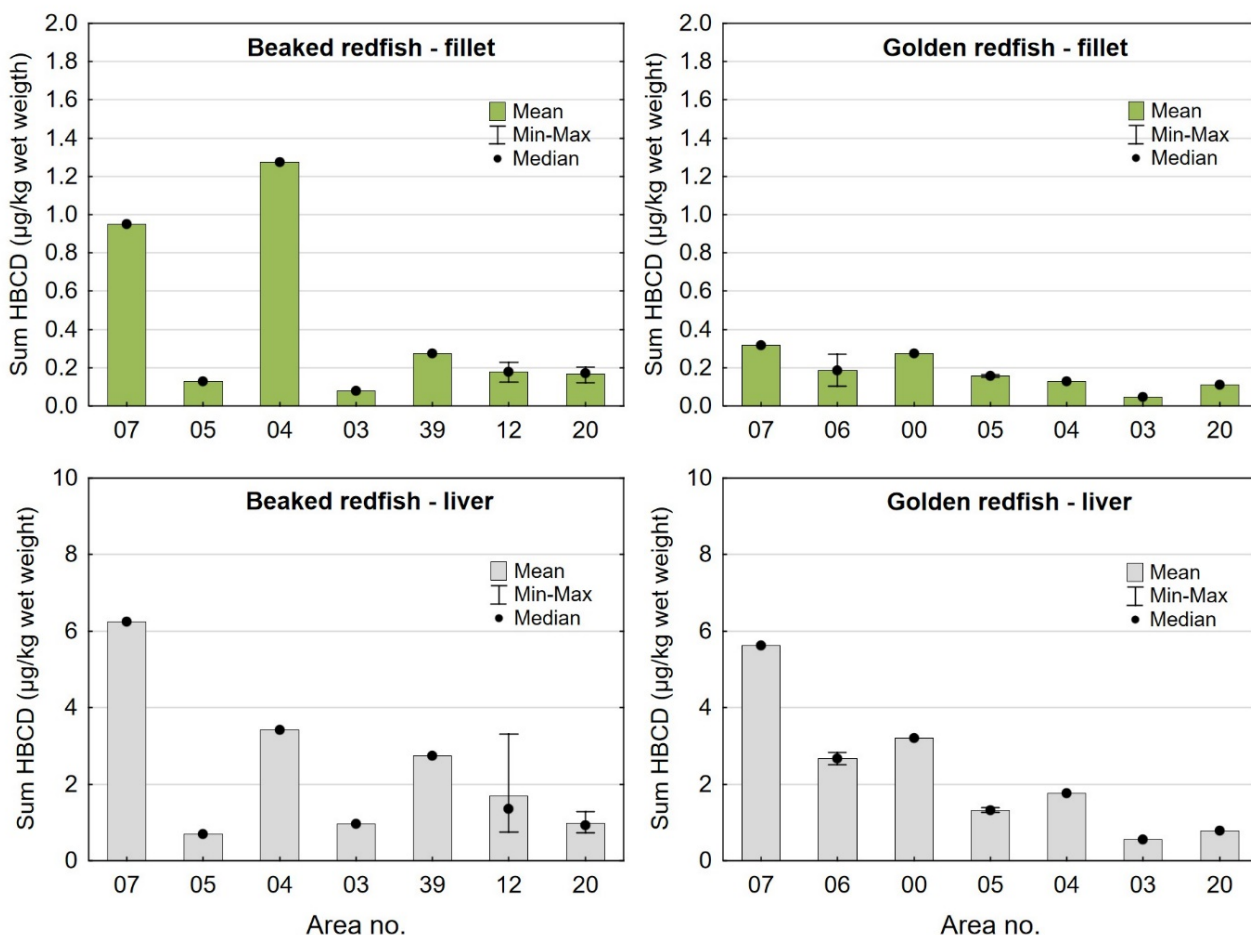 Beaked redfish - fillet
Sum HBCD (µg/kg wet weigth)
2.0
1.8
1.6
1.4
1.2
1.0
0.8
0.6
0.4
0.2
0.0
Mean
Min-Max
Median
07 05 04 03 39 12 20
Golden redfish - fillet
Sum HBCD (µg/kg wet weight)
2.0
1.8
1.6
1.4
1.2
1.0
0.8
0.6
0.4
0.2
0.0
Mean
Min-Max
Median
07 06 00 05 04 03 20
Beaked redfish - liver
Sum HBCD (µg/kg wet weight)
10
8
6
4
2
0
Mean
Min-Max
Median
07 05 04 03 39 12 20
Area no.
Golden redfish - liver
Sum HBCD (µg/kg wet weight)
10
8
6
4
2
0
Mean
Min-Max
Median
07 06 00 05 04 03 20
Area no.